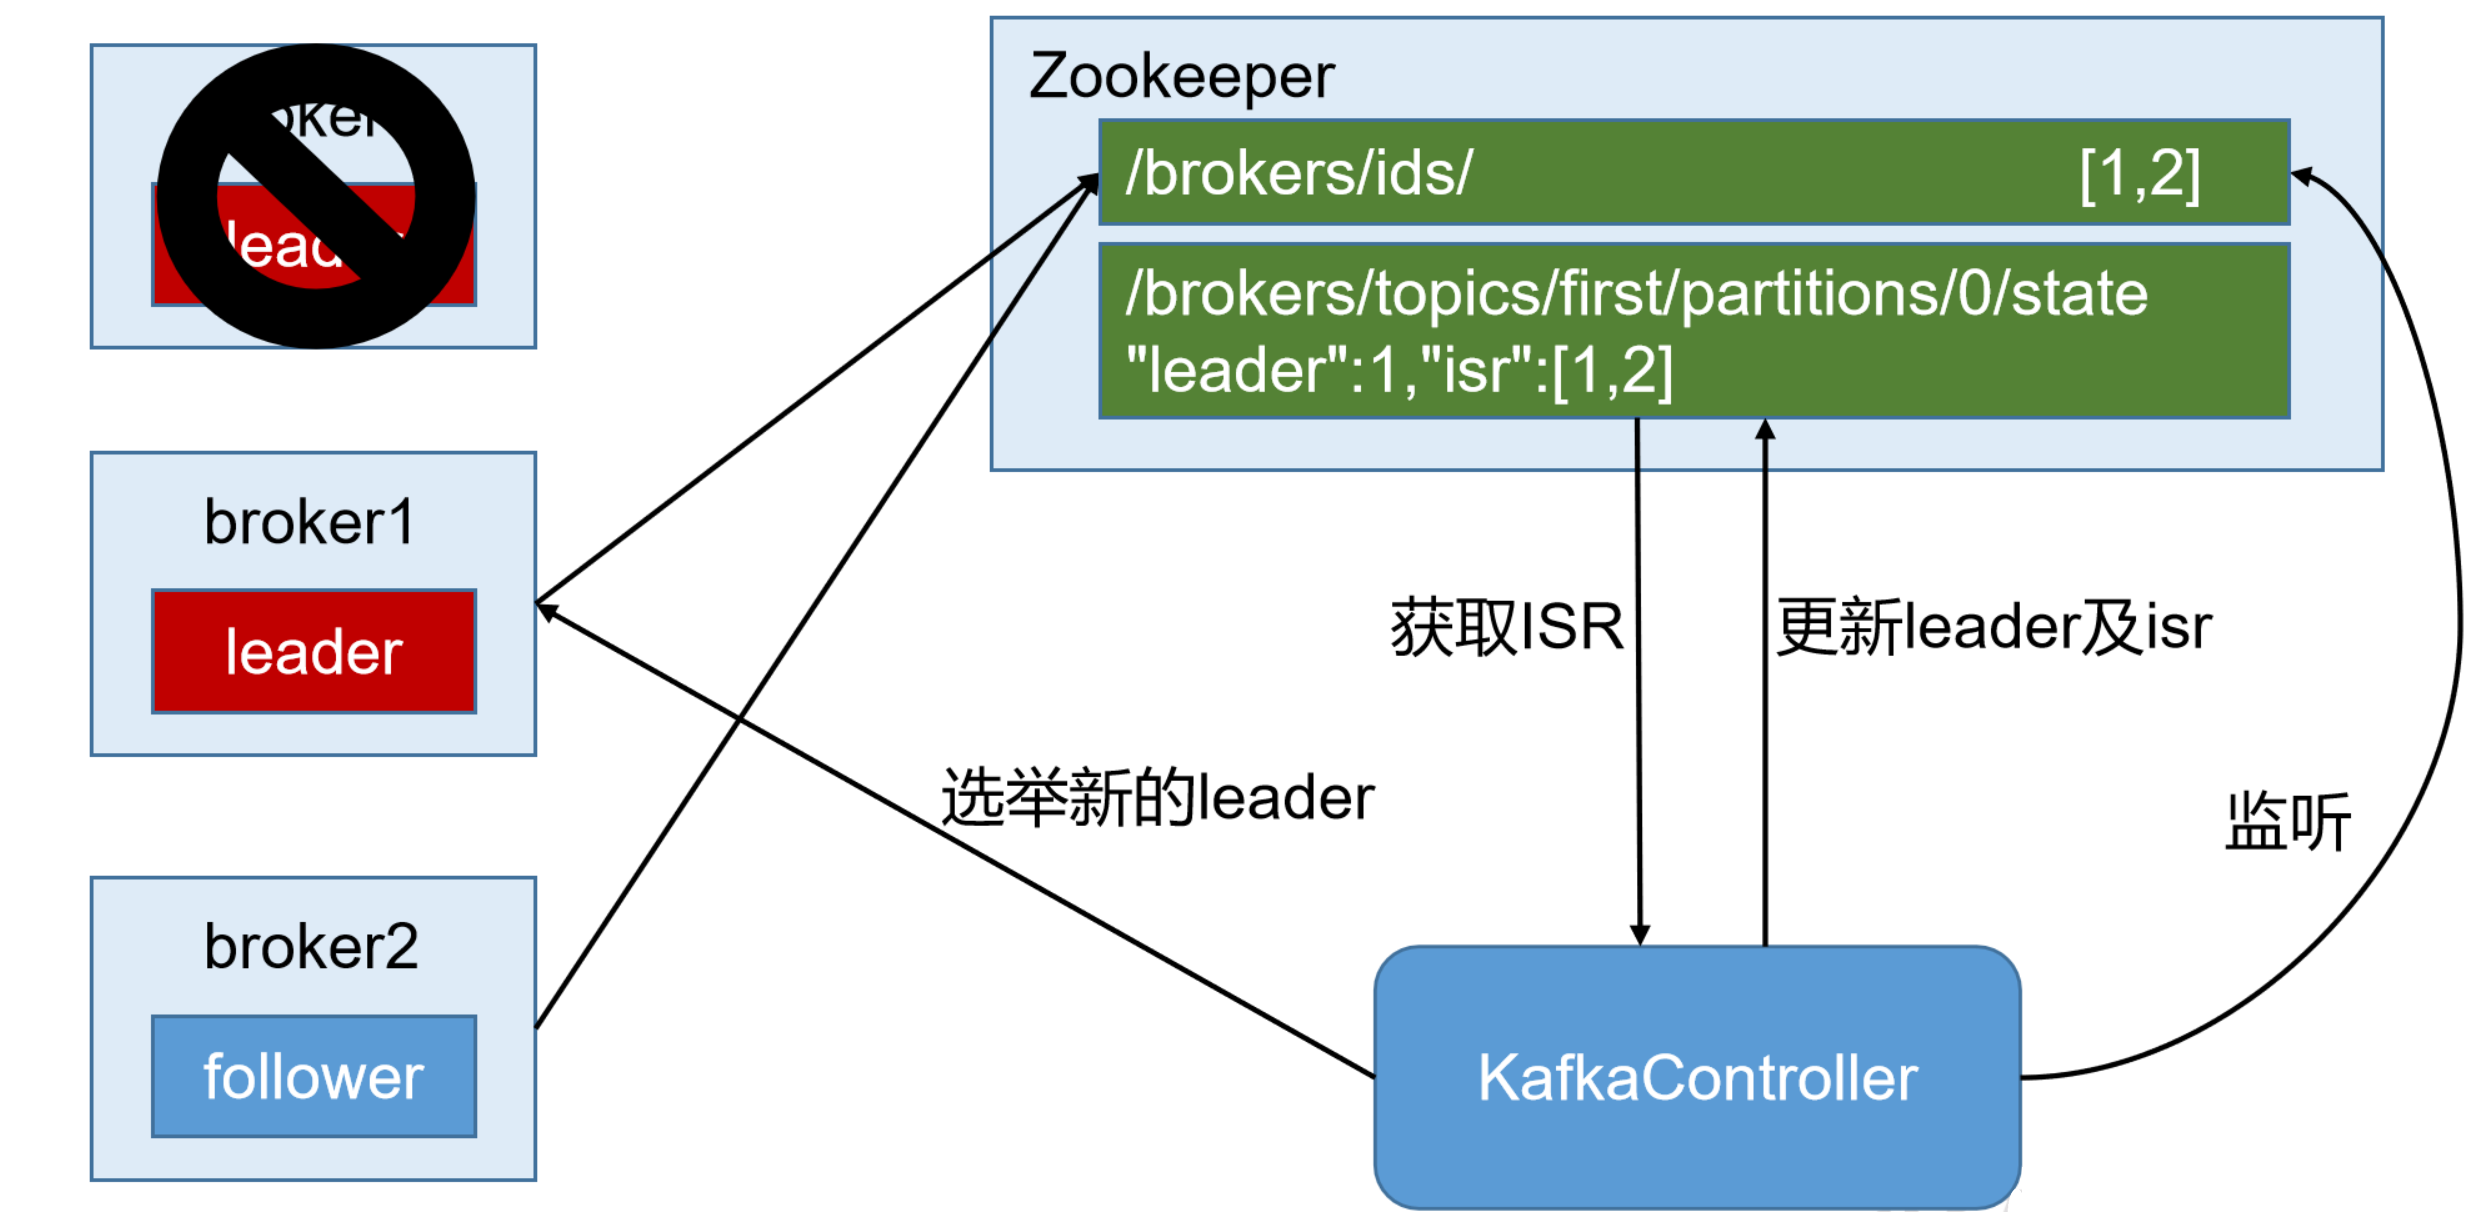 Zookeeper
/brokers/ids/ [1,2]
/brokers/topics/first/partitions/0/state
"leader":1,"isr":[1,2]
broker1
leader
获取ISR
更新leader及isr
选举新的leader
监听
broker2
follower
KafkaController